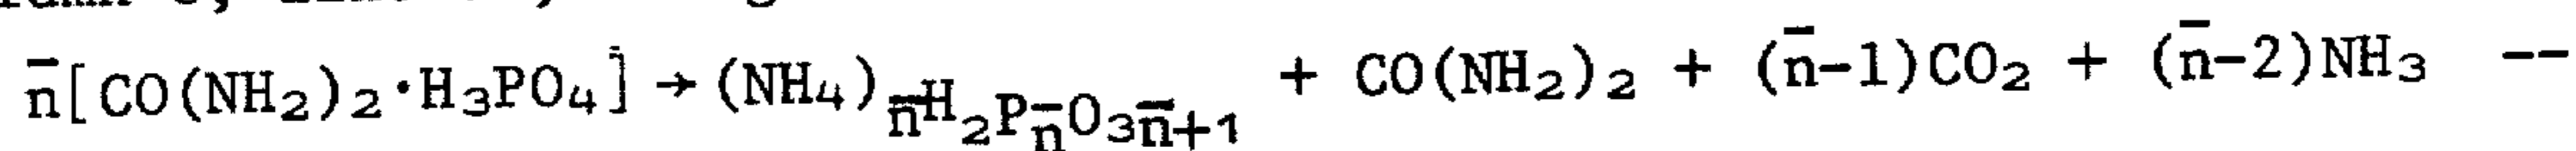 n̄[CO(NH₂)₂·H₃PO₄] → (NH₄)n̄H₂Pn̄O₃n̄₊₁ + CO(NH₂)₂ + (n̄-1)CO₂ + (n̄-2)NH₃ --